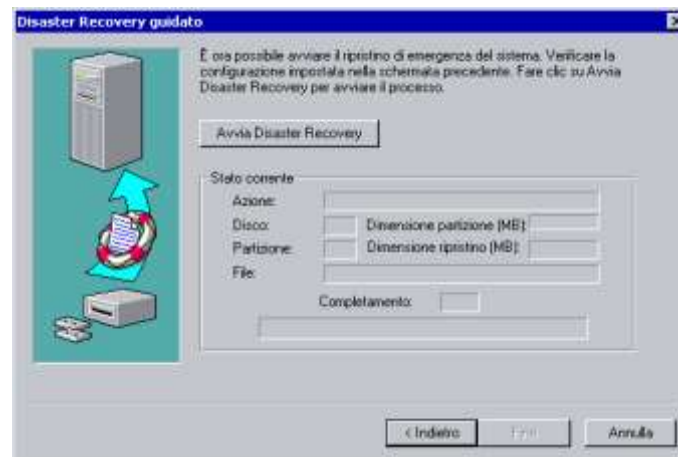 Disaster Recovery guidato
È ora possibile avviare il ripristino di emergenza del sistema. Verificare la
configurazione impostata nella schermata precedente. Fare clic su Avvia
Disaster Recovery per avviare il processo.
Avvia Disaster Recovery
Stato corrente
Azione:
Disco: Dimensione partizione (MB):
Partizione: Dimensione ripristino (MB):
File:
Completamento:
< Indietro Annulla